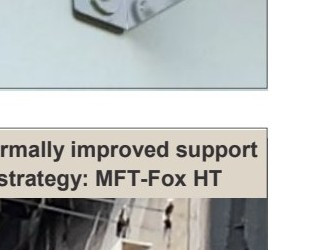 rmally improved support
strategy: MFT-Fox HT